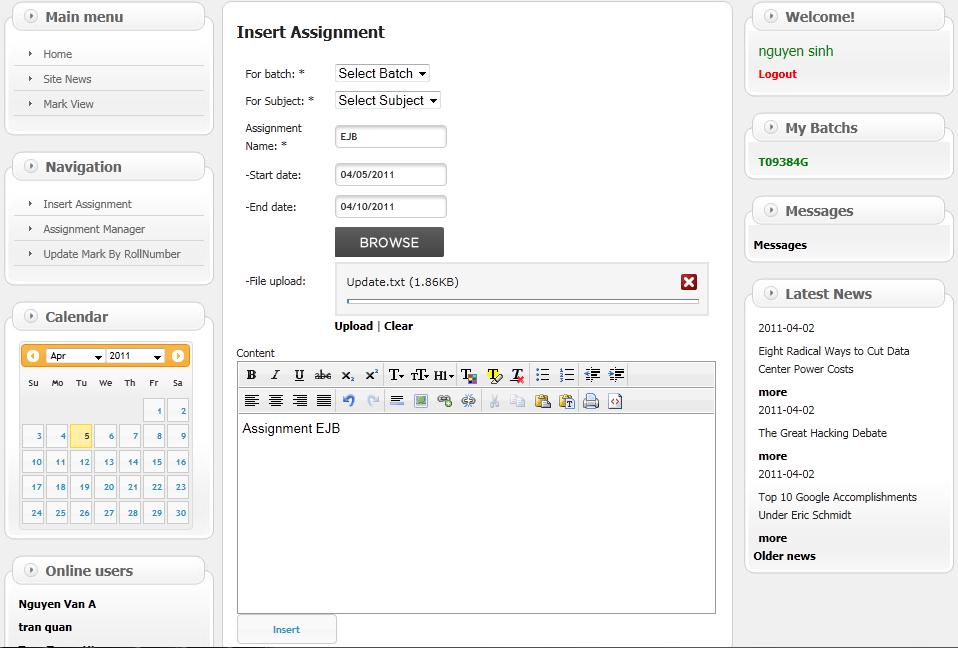 Main menu
Home
Site News
Mark View
Navigation
Insert Assignment
Assignment Manager
Update Mark By RollNumber
Calendar
Apr 2011
Su Mo Tu We Th Fr Sa
1 2
3 4 5 6 7 8 9
10 11 12 13 14 15 16
17 18 19 20 21 22 23
24 25 26 27 28 29 30
Online users
Nguyen Van A
tran quan
Insert Assignment
For batch: * Select Batch
For Subject: * Select Subject
Assignment
Name: * EJB
-Start date: 04/05/2011
-End date: 04/10/2011
BROWSE
-File upload: Update.txt (1.86KB)
Upload | Clear
Content
B I U abc X₂ X² T TT H1 T T T
Assignment EJB
Insert
Welcome!
nguyen sinh
Logout
My Batchs
T09384G
Messages
Messages
Latest News
2011-04-02
Eight Radical Ways to Cut Data
Center Power Costs
more
2011-04-02
The Great Hacking Debate
more
2011-04-02
Top 10 Google Accomplishments
Under Eric Schmidt
more
Older news